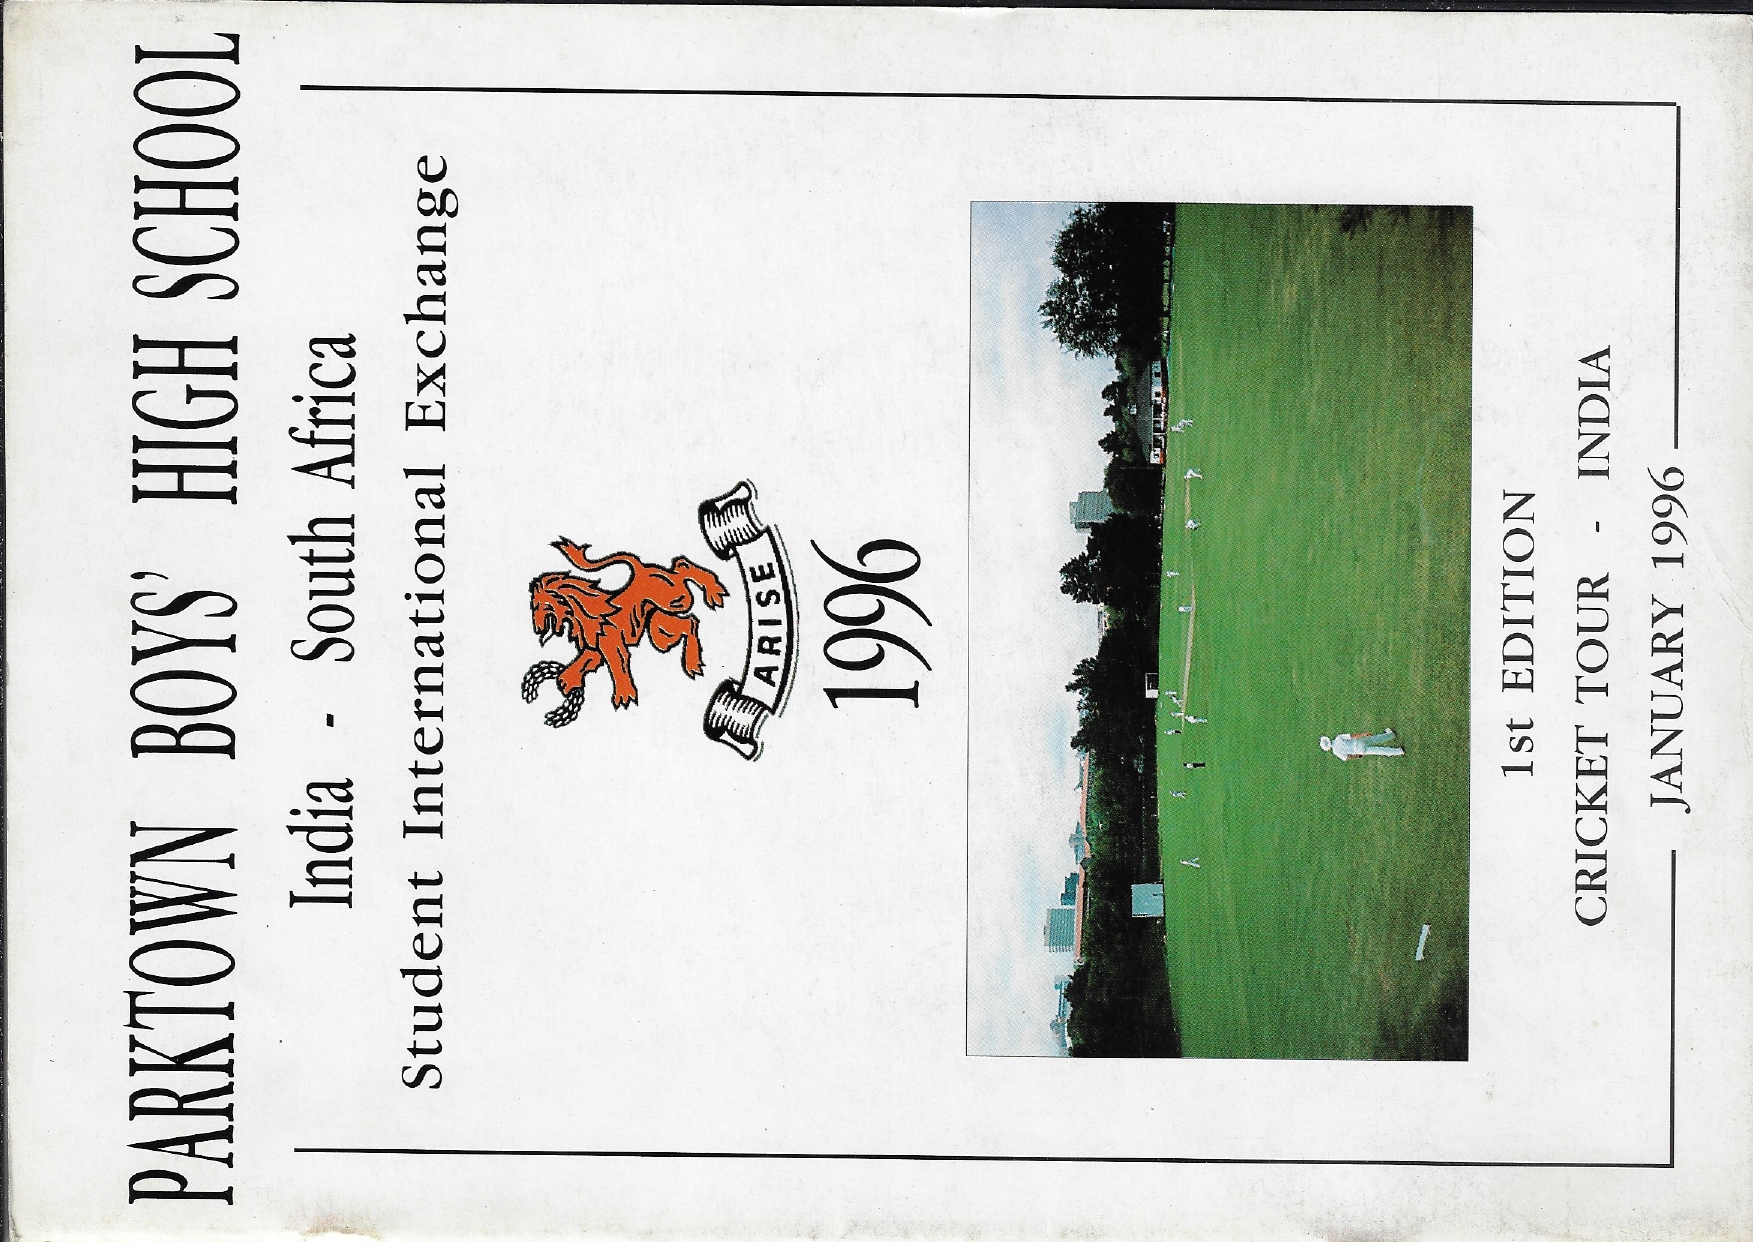 PARKTOWN BOYS' HIGH SCHOOL
India - South Africa
Student International Exchange
ARISE
1996
1st EDITION
CRICKET TOUR - INDIA
JANUARY 1996